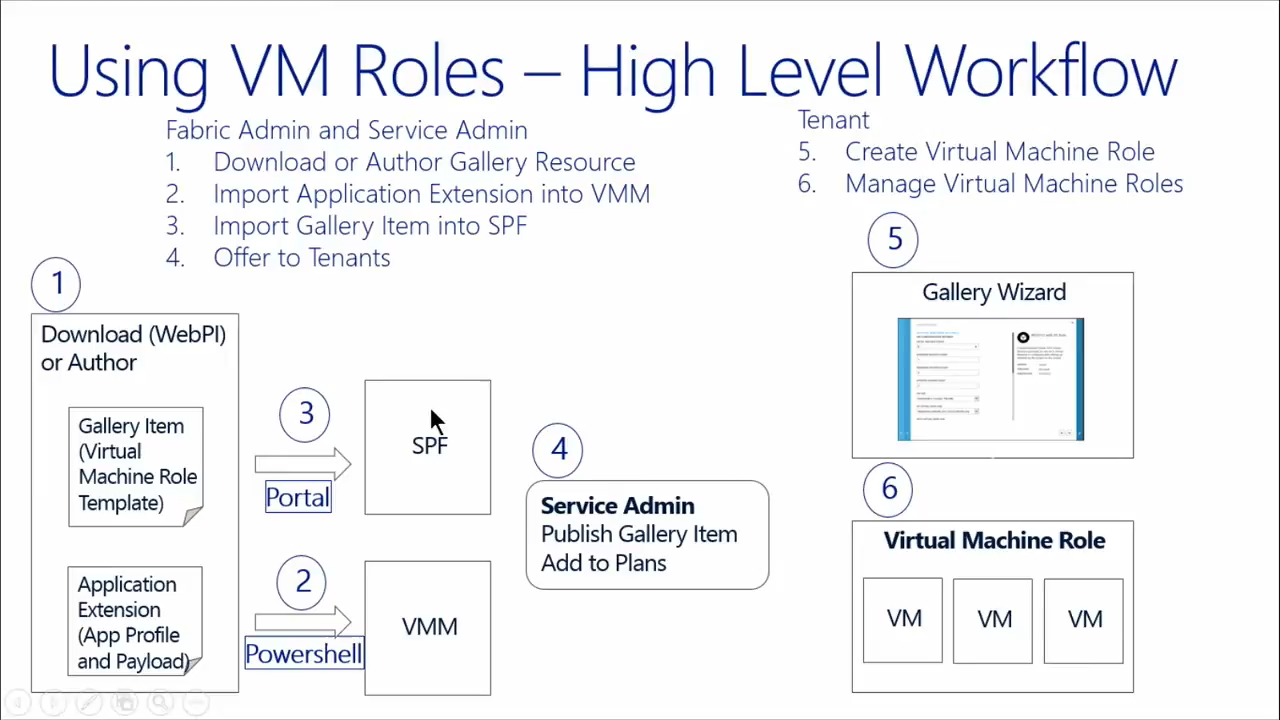 Using VM Roles – High Level Workflow
Fabric Admin and Service Admin
1. Download or Author Gallery Resource
2. Import Application Extension into VMM
3. Import Gallery Item into SPF
4. Offer to Tenants
Tenant
5. Create Virtual Machine Role
6. Manage Virtual Machine Roles
1
Download (WebPI)
or Author
Gallery Item
(Virtual
Machine Role
Template)
Application
Extension
(App Profile
and Payload)
3
Portal
SPF
2
Powershell
VMM
4
Service Admin
Publish Gallery Item
Add to Plans
5
Gallery Wizard
6
Virtual Machine Role
VM
VM
VM